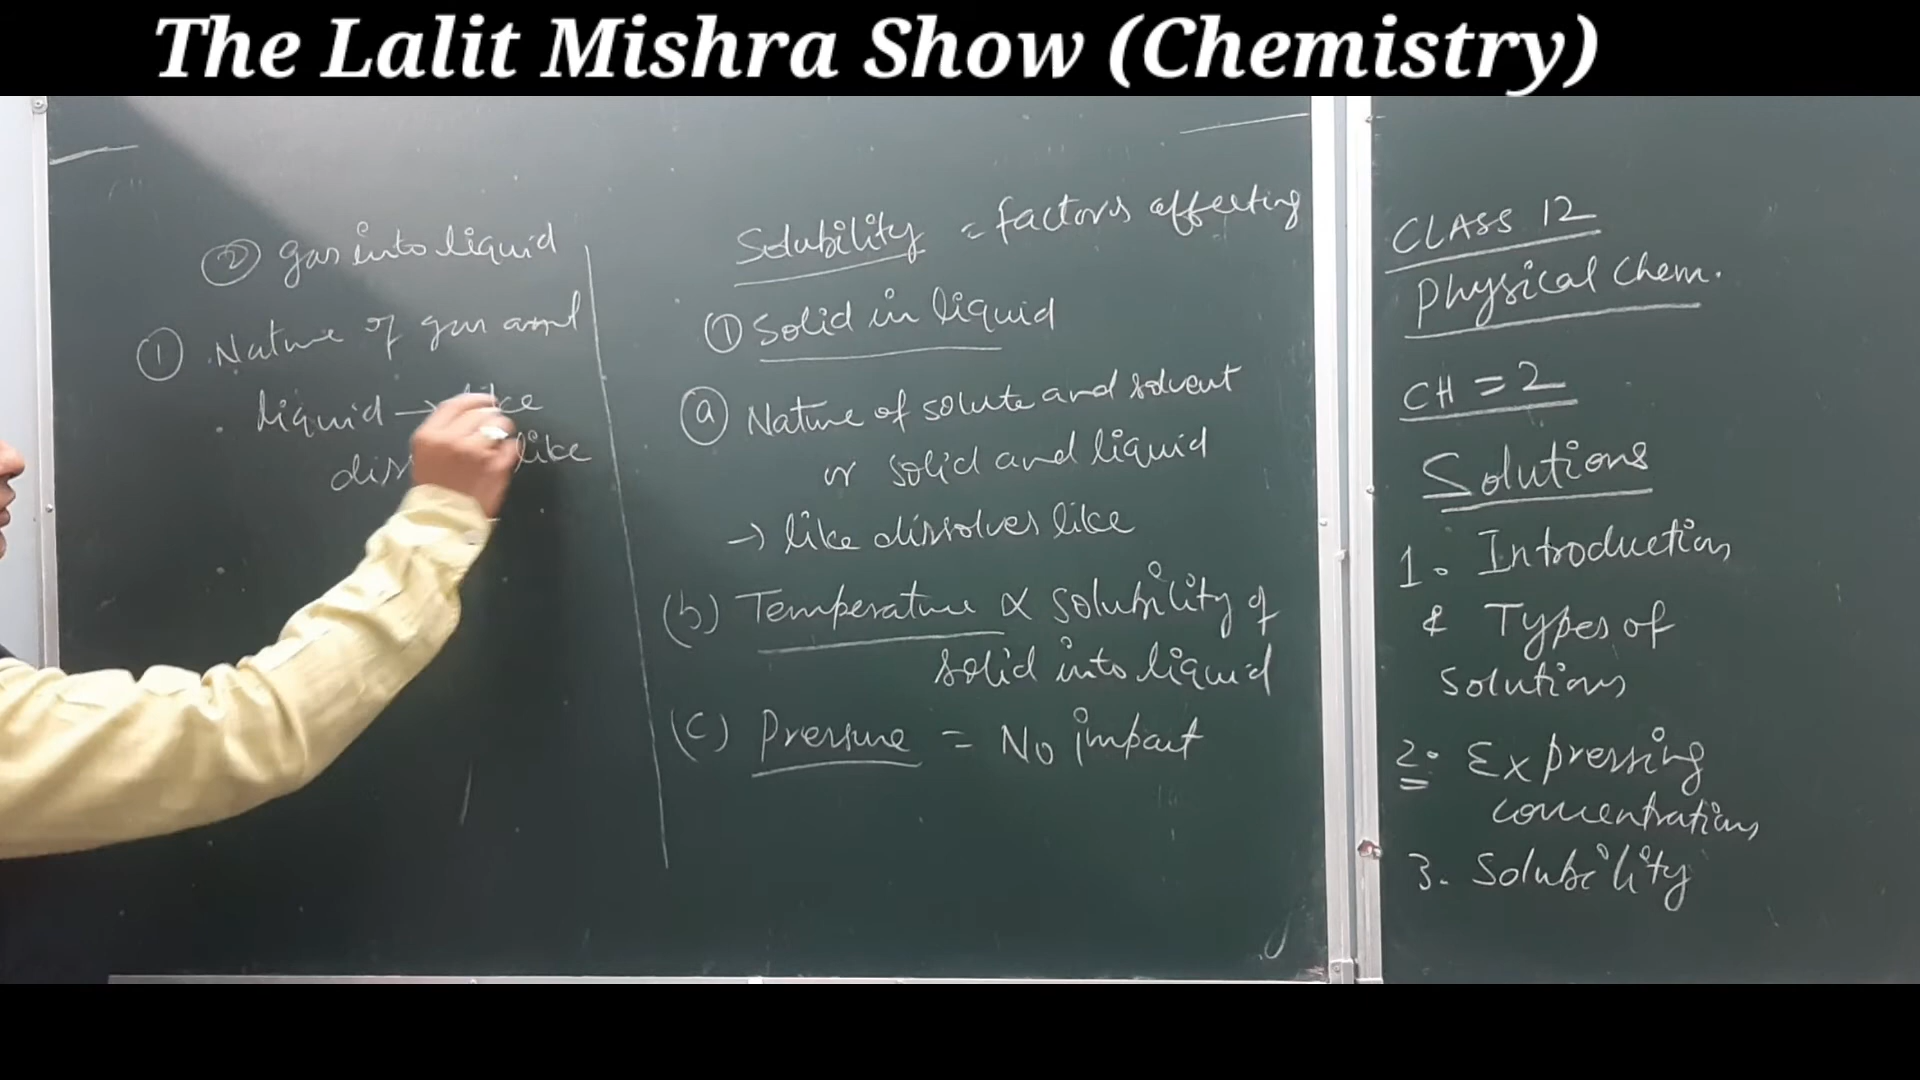 The Lalit Mishra Show (Chemistry)
② gas into liquid
① Nature of gas and
liquid → like
like
Solubility = factors affecting
① Solid in liquid
ⓐ Nature of solute and solvent
or solid and liquid
→ like dissolves like
(b) Temperature ∝ solubility of
solid into liquid
(C) Pressure = No impact
CLASS 12
Physical Chem.
CH = 2
Solutions
1. Introduction
& Types of
Solutions
2. Expressing
concentration
3. Solubility